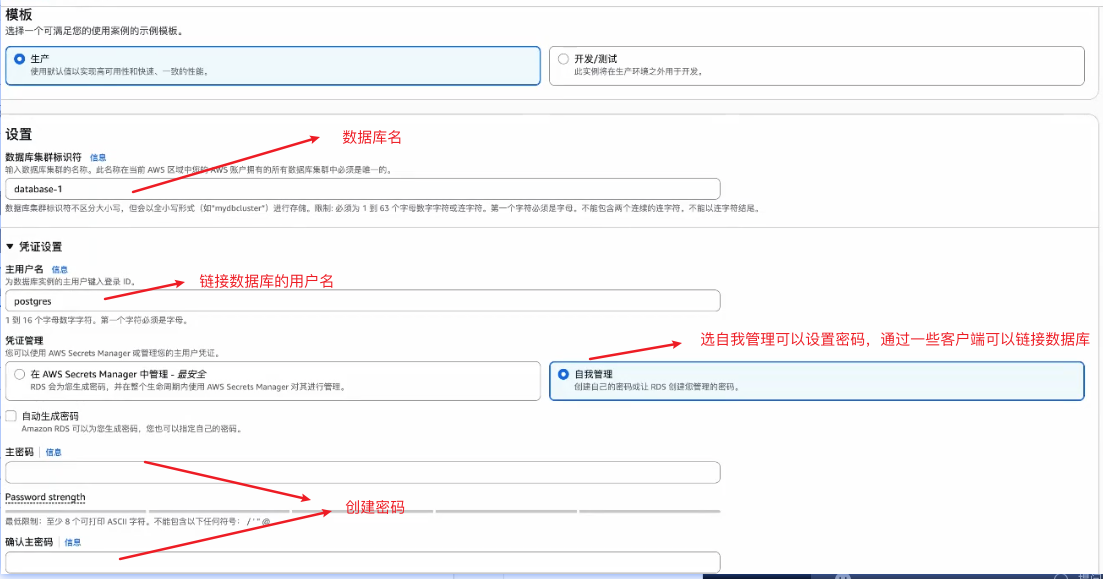 模板
选择一个可满足您的使用案例的示例模板。
生产
使用默认值以实现高可用性和快速、一致的性能。
开发/测试
此实例将在生产环境之外用于开发。
设置
数据库名
数据库集群标识符 信息
输入数据库集群的名称。此名称在当前 AWS 区域中您的 AWS 账户拥有的所有数据库集群中必须是唯一的。
database-1
数据库集群标识符不区分大小写，但会以全小写形式（如"mydbcluster"）进行存储。限制: 必须为 1 到 63 个字母数字字符或连字符。第一个字符必须是字母。不能包含两个连续的连字符。不能以连字符结尾。
▼ 凭证设置
主用户名 信息
为数据库实例的主用户键入登录 ID。
链接数据库的用户名
postgres
1 到 16 个字母数字字符。第一个字符必须是字母。
凭证管理
您可以使用 AWS Secrets Manager 或管理您的主用户凭证。
选自我管理可以设置密码，通过一些客户端可以链接数据库
在 AWS Secrets Manager 中管理 - 最安全
RDS 会为您生成密码，并在整个生命周期内使用 AWS Secrets Manager 对其进行管理。
自我管理
创建自己的密码或让 RDS 创建您管理的密码。
自动生成密码
Amazon RDS 可以为您生成密码，您也可以指定自己的密码。
主密码 信息
Password strength
创建密码
最低限制：至少 8 个可打印 ASCII 字符。不能包含以下任何符号： / ' " @
确认主密码 信息